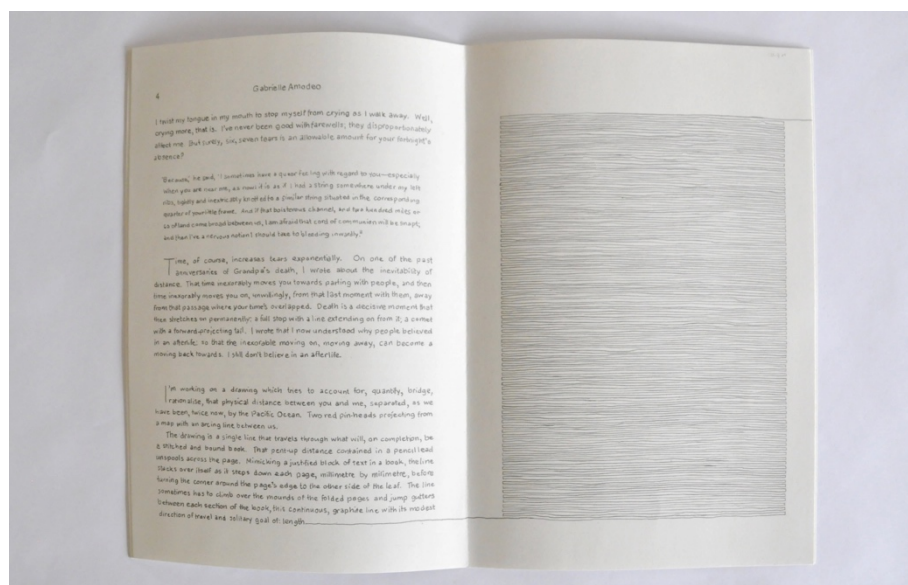 Gabrielle Amodeo
6
I twist my tongue in my mouth to stop myself from crying as I walk away. Well,
crying more, that is. I've never been good with farewells; they disproportionately
affect me. But surely, six, seven tears is an allowable amount for your fortnight's
absence?
'Because,' he said, 'I sometimes have a queer feeling with regard to you—especially
when you are near me, as now: it is as if I had a string somewhere under my left
ribs, tightly and inextricably knotted to a similar string situated in the corresponding
quarter of your little frame. And if that boisterous channel, and two hundred miles or
so of land come broad between us, I am afraid that cord of communion will be snapt;
and then I've a nervous notion I should take to bleeding inwardly.'
Time, of course, increases tears exponentially. On one of the past
anniversaries of Grandpa's death, I wrote about the inevitability of
distance. That time inexorably moves you towards parting with people, and then
time inexorably moves you on, unwindingly, from that last moment with them, away
from that passage where your time's overlapped. Death is a decisive moment that
then stretches on permanently: a full stop with a line extending on from it; a comma
with a forward-projecting tail. I wrote that I now understood why people believed
in an afterlife: so that the inexorable moving on, moving away, can become a
moving back towards. I still don't believe in an afterlife.
I'm working on a drawing which tries to account for, quantify, bridge,
rationalise, that physical distance between you and me, separated, as we
have been, twice now, by the Pacific Ocean. Two red pin-heads projecting from
a map with an arcing line between us.
The drawing is a single line that travels through what will, on completion, be
a stitched and bound book. That pent-up distance contained in a pencil lead
unspools across the page. Mimicking a justified block of text in a book, the line
stacks over itself as it steps down each page, millimetre by millimetre, before
turning the corner around the page's edge to the other side of the leaf. The line
sometimes has to climb over the mounds of the folded pages and jump gutters
between each section of the book, this continuous, graphite line with its modest
direction of travel and solitary goal of: length